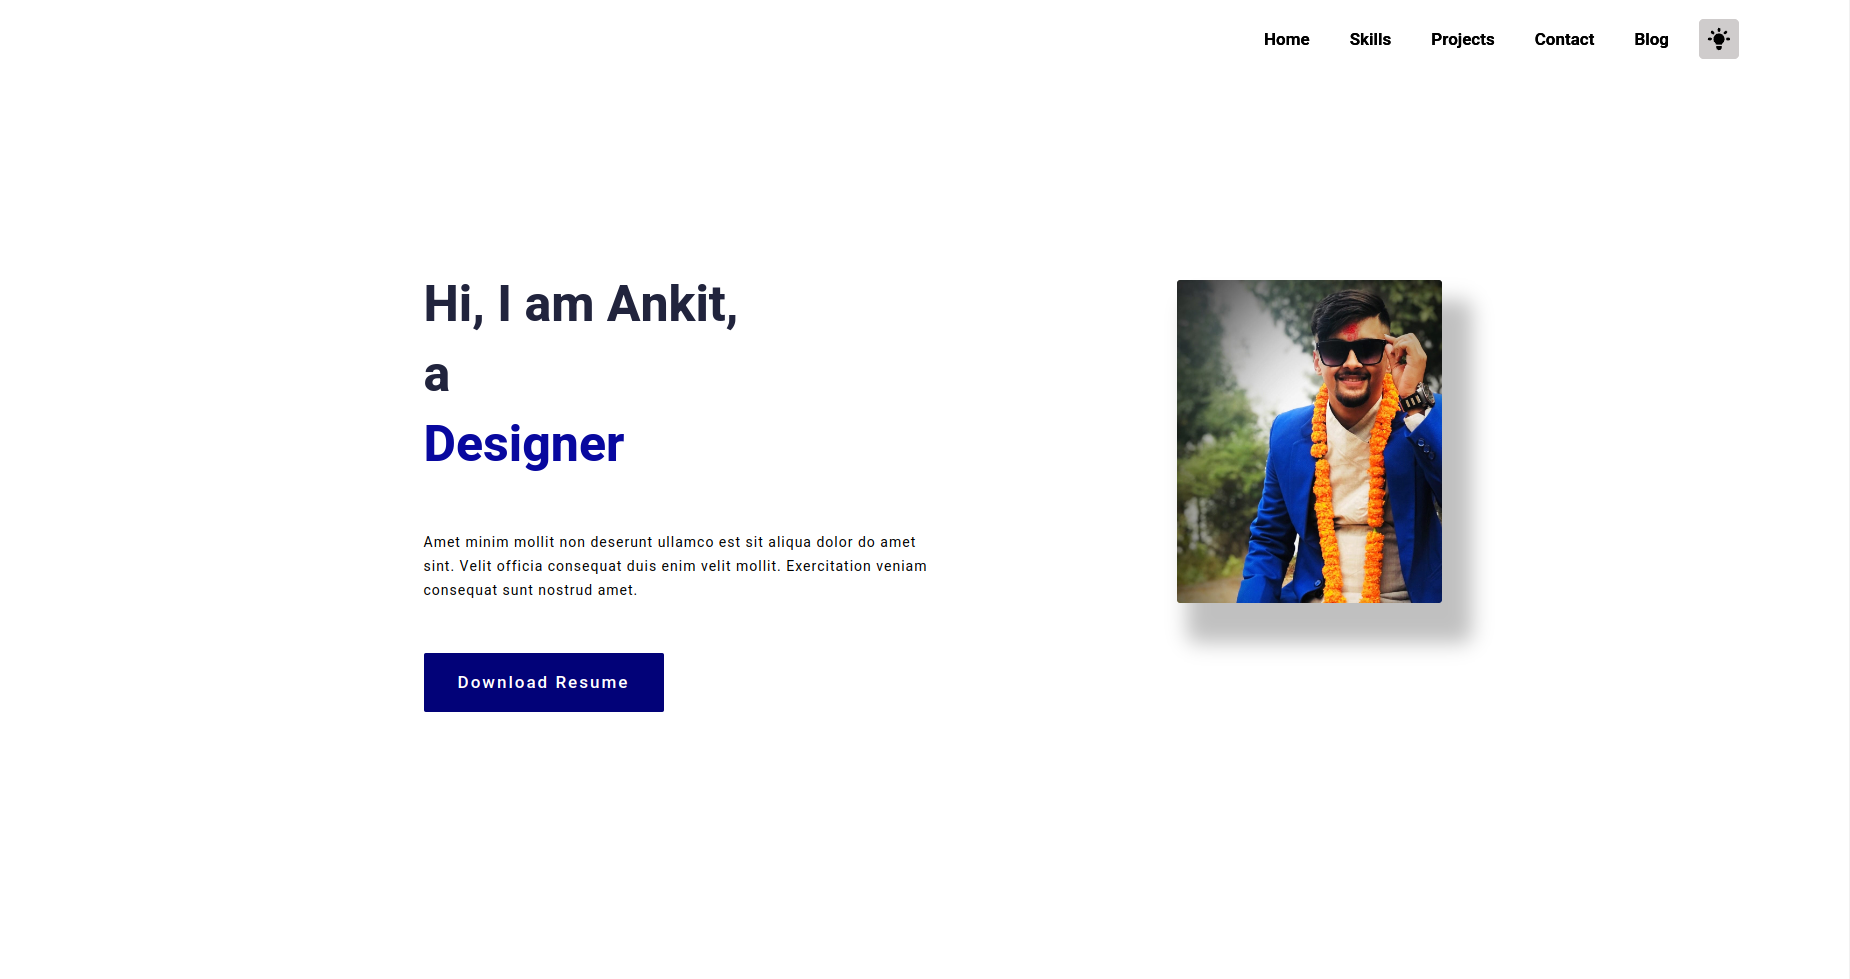 Home Skills Projects Contact Blog
Hi, I am Ankit,
a
Designer
Amet minim mollit non deserunt ullamco est sit aliqua dolor do amet
sint. Velit officia consequat duis enim velit mollit. Exercitation veniam
consequat sunt nostrud amet.
Download Resume